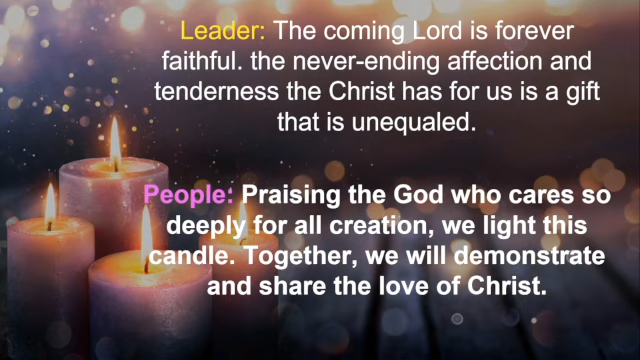 Leader: The coming Lord is forever
faithful. the never-ending affection and
tenderness the Christ has for us is a gift
that is unequaled.
People: Praising the God who cares so
deeply for all creation, we light this
candle. Together, we will demonstrate
and share the love of Christ.